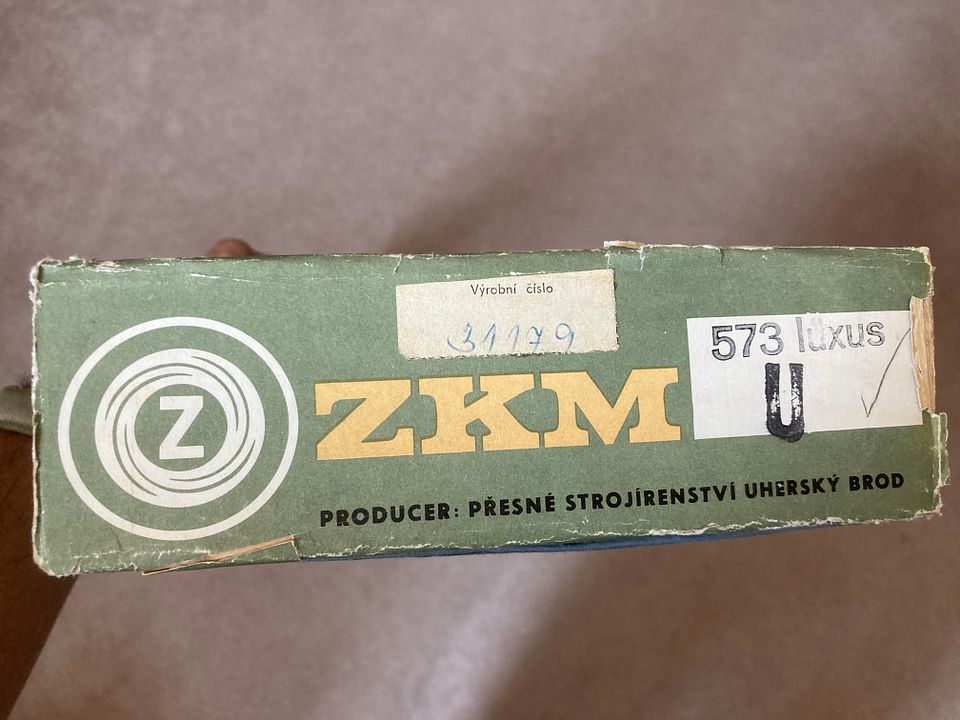 Výrobní číslo
31179
573 luxus
U
Z
ZKM
PRODUCER: PŘESNÉ STROJÍRENSTVÍ UHERSKÝ BROD